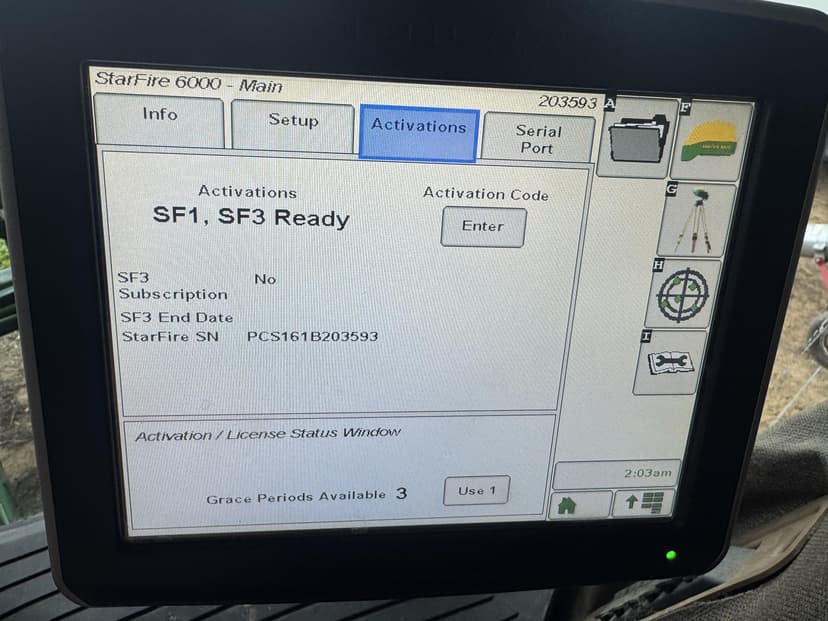 StarFire 6000 - Main
203593
Info
Setup
Activations
Serial
Port
A
F
G
H
I
Activations
SF1, SF3 Ready
Activation Code
Enter
SF3
Subscription
No
SF3 End Date
StarFire SN PCS161B203593
Activation / License Status Window
Grace Periods Available 3
Use 1
2:03am